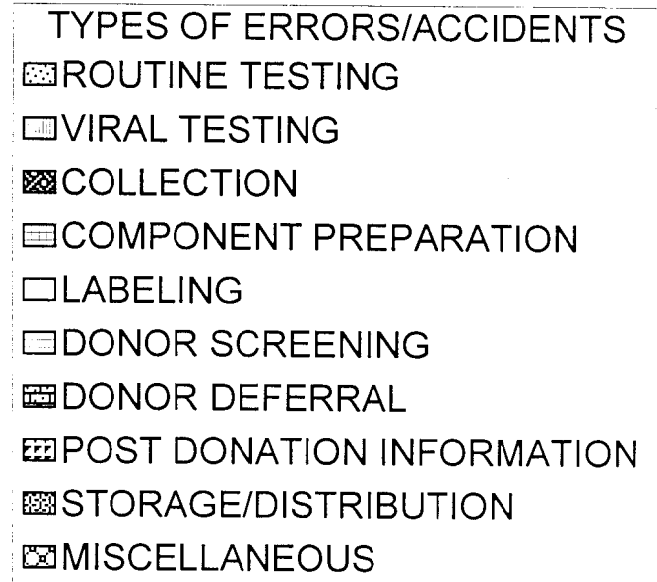 TYPES OF ERRORS/ACCIDENTS
ROUTINE TESTING
VIRAL TESTING
COLLECTION
COMPONENT PREPARATION
LABELING
DONOR SCREENING
DONOR DEFERRAL
POST DONATION INFORMATION
STORAGE/DISTRIBUTION
MISCELLANEOUS